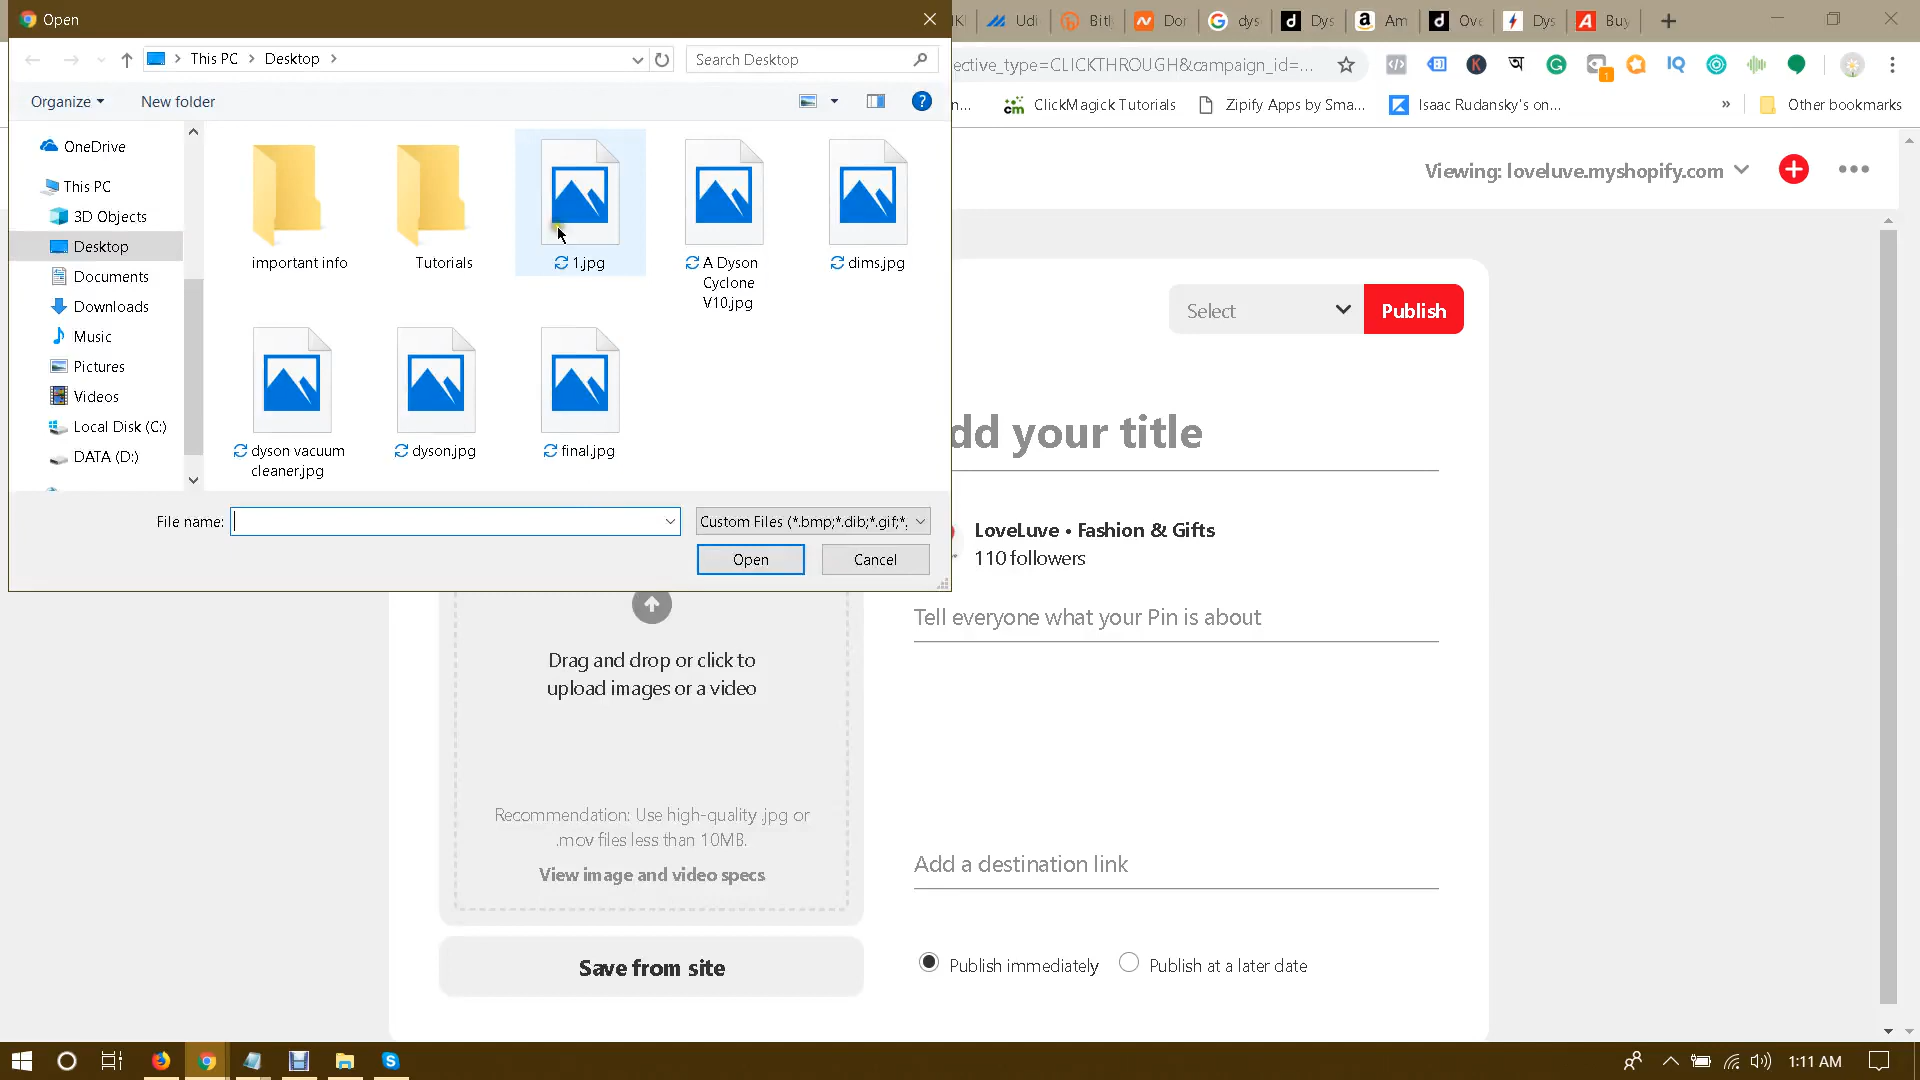 Open
Udi
Bitl
Dor
dys
Dys
Am
Ove
Dys
Buy
This PC
Desktop
Search Desktop
ective_type=CLICKTHROUGH&campaign_id=...
Organize
New folder
n...
ClickMagick Tutorials
Zipify Apps by Sma...
Isaac Rudansky's on...
»
Other bookmarks
OneDrive
This PC
3D Objects
Desktop
Documents
Downloads
Music
Pictures
Videos
Local Disk (C:)
DATA (D:)
important info
Tutorials
1.jpg
A Dyson
Cyclone
V10.jpg
dims.jpg
dyson vacuum
cleaner.jpg
dyson.jpg
final.jpg
File name:
Custom Files (*.bmp;*.dib;*.gif;*,
Open
Cancel
Viewing: loveluve.myshopify.com
Select
Publish
dd your title
LoveLuve • Fashion & Gifts
110 followers
Tell everyone what your Pin is about
Drag and drop or click to
upload images or a video
Recommendation: Use high-quality .jpg or
.mov files less than 10MB.
View image and video specs
Add a destination link
Save from site
Publish immediately
Publish at a later date
1:11 AM